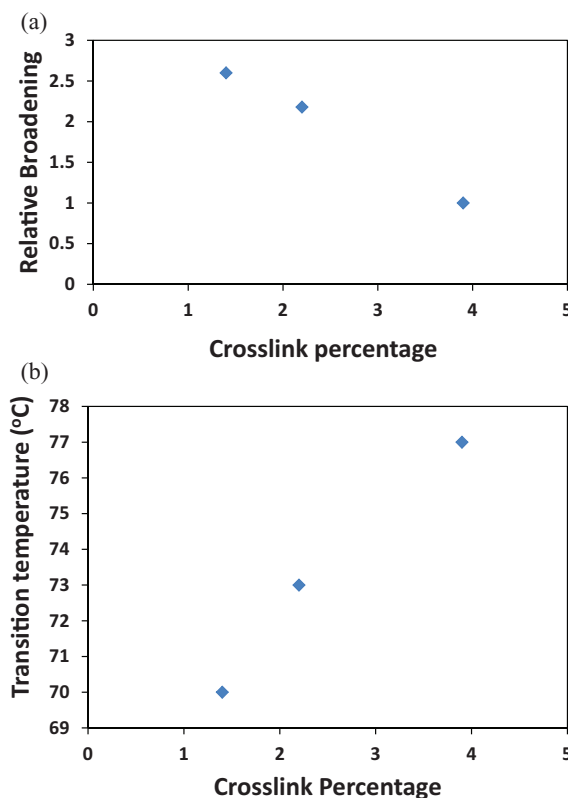 (a)
Relative Broadening
3
2.5
2
1.5
1
0.5
0
0 1 2 3 4 5
Crosslink percentage
(b)
Transition temperature (°C)
78
77
76
75
74
73
72
71
70
69
0 1 2 3 4 5
Crosslink Percentage